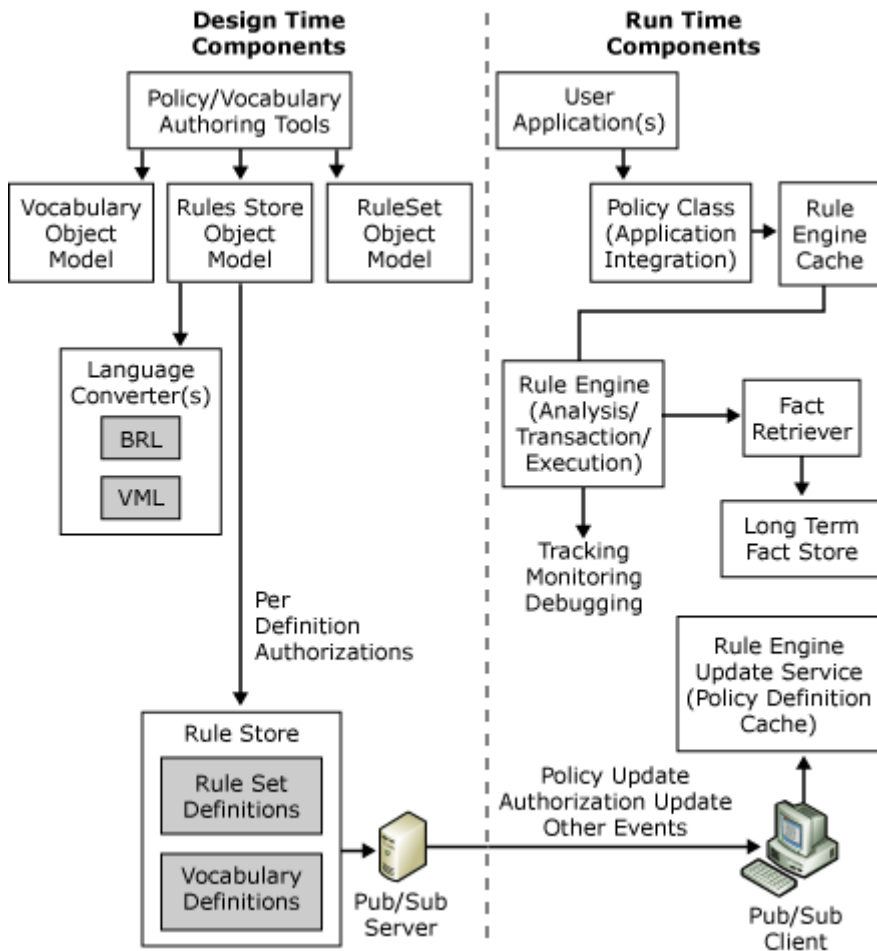 Design Time
Components
Run Time
Components
Policy/Vocabulary
Authoring Tools
User
Application(s)
Vocabulary
Object
Model
Rules Store
Object
Model
RuleSet
Object
Model
Policy Class
(Application
Integration)
Rule
Engine
Cache
Language
Converter(s)
BRL
VML
Rule Engine
(Analysis/
Transaction/
Execution)
Fact
Retriever
Long Term
Fact Store
Tracking
Monitoring
Debugging
Per
Definition
Authorizations
Rule Engine
Update Service
(Policy Definition
Cache)
Rule Store
Rule Set
Definitions
Vocabulary
Definitions
Pub/Sub
Server
Policy Update
Authorization Update
Other Events
Pub/Sub
Client